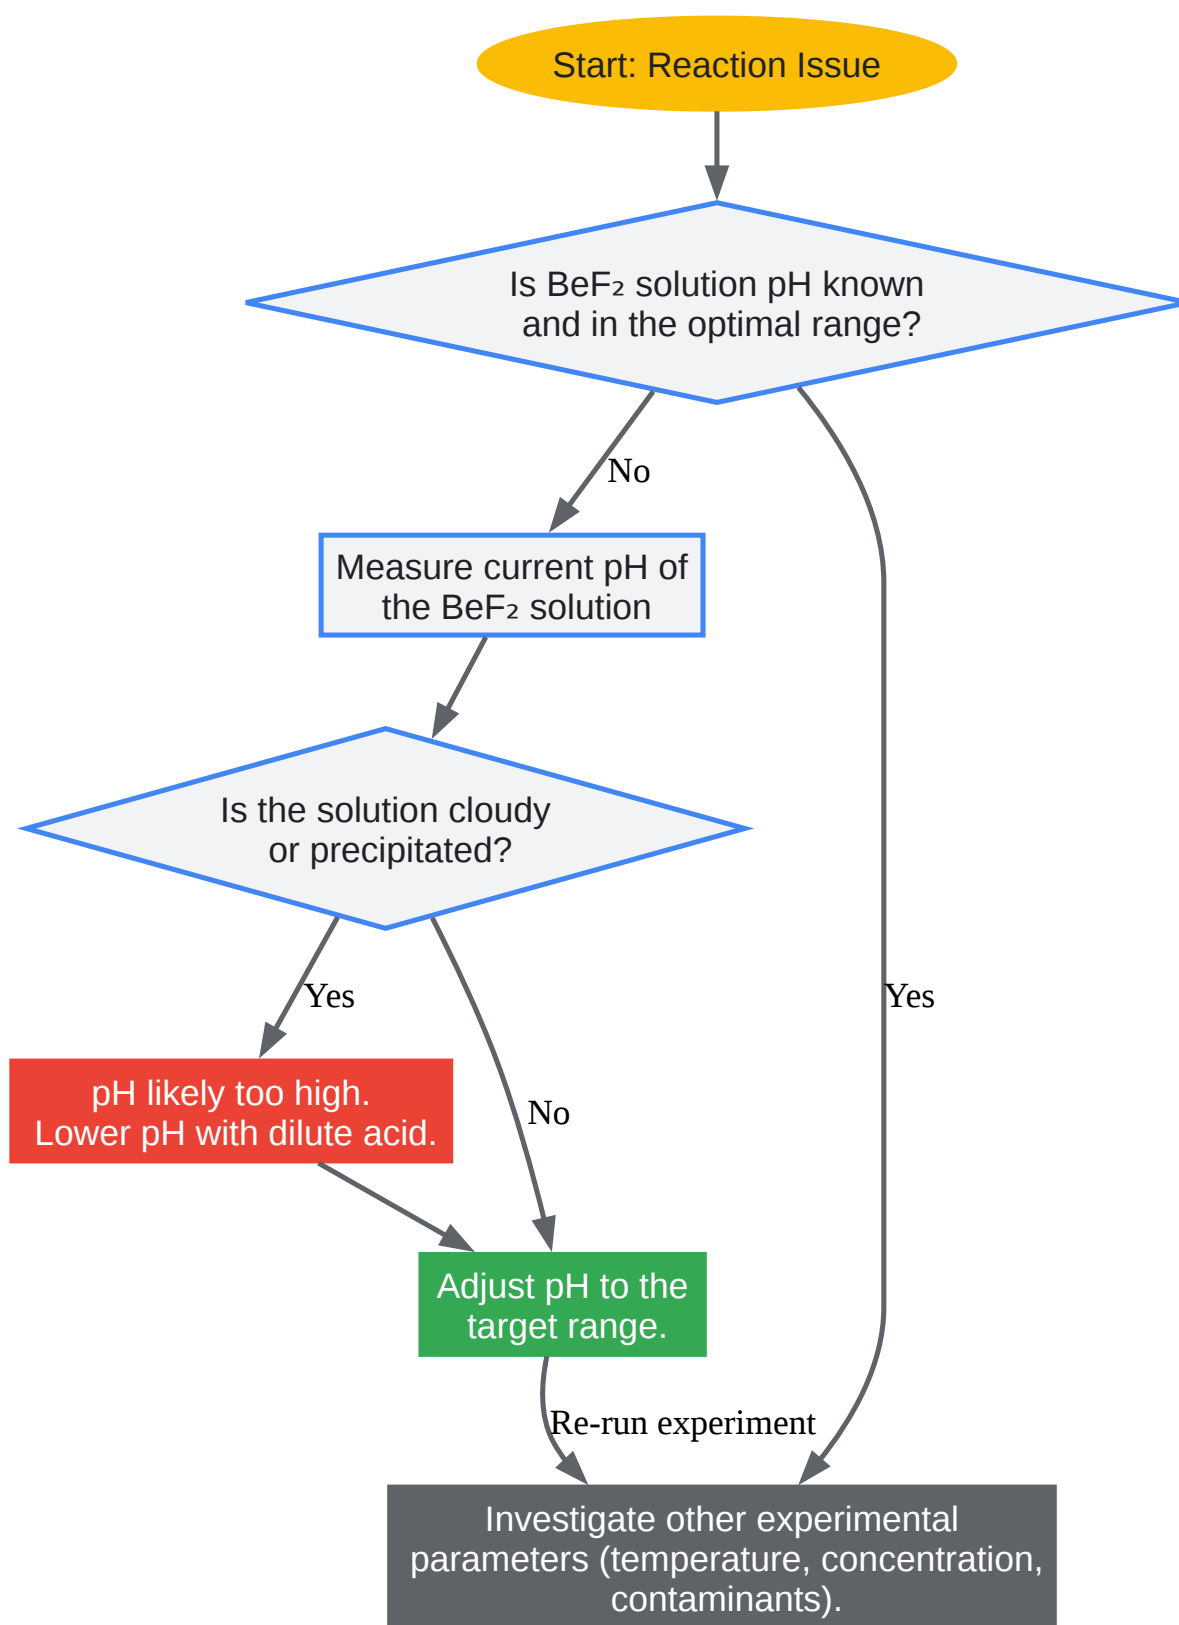 Start: Reaction Issue
Is BeF₂ solution pH known
and in the optimal range?
No
Measure current pH of
the BeF₂ solution
Is the solution cloudy
or precipitated?
Yes
Yes
pH likely too high.
Lower pH with dilute acid.
No
Adjust pH to the
target range.
Re-run experiment
Investigate other experimental
parameters (temperature, concentration,
contaminants).